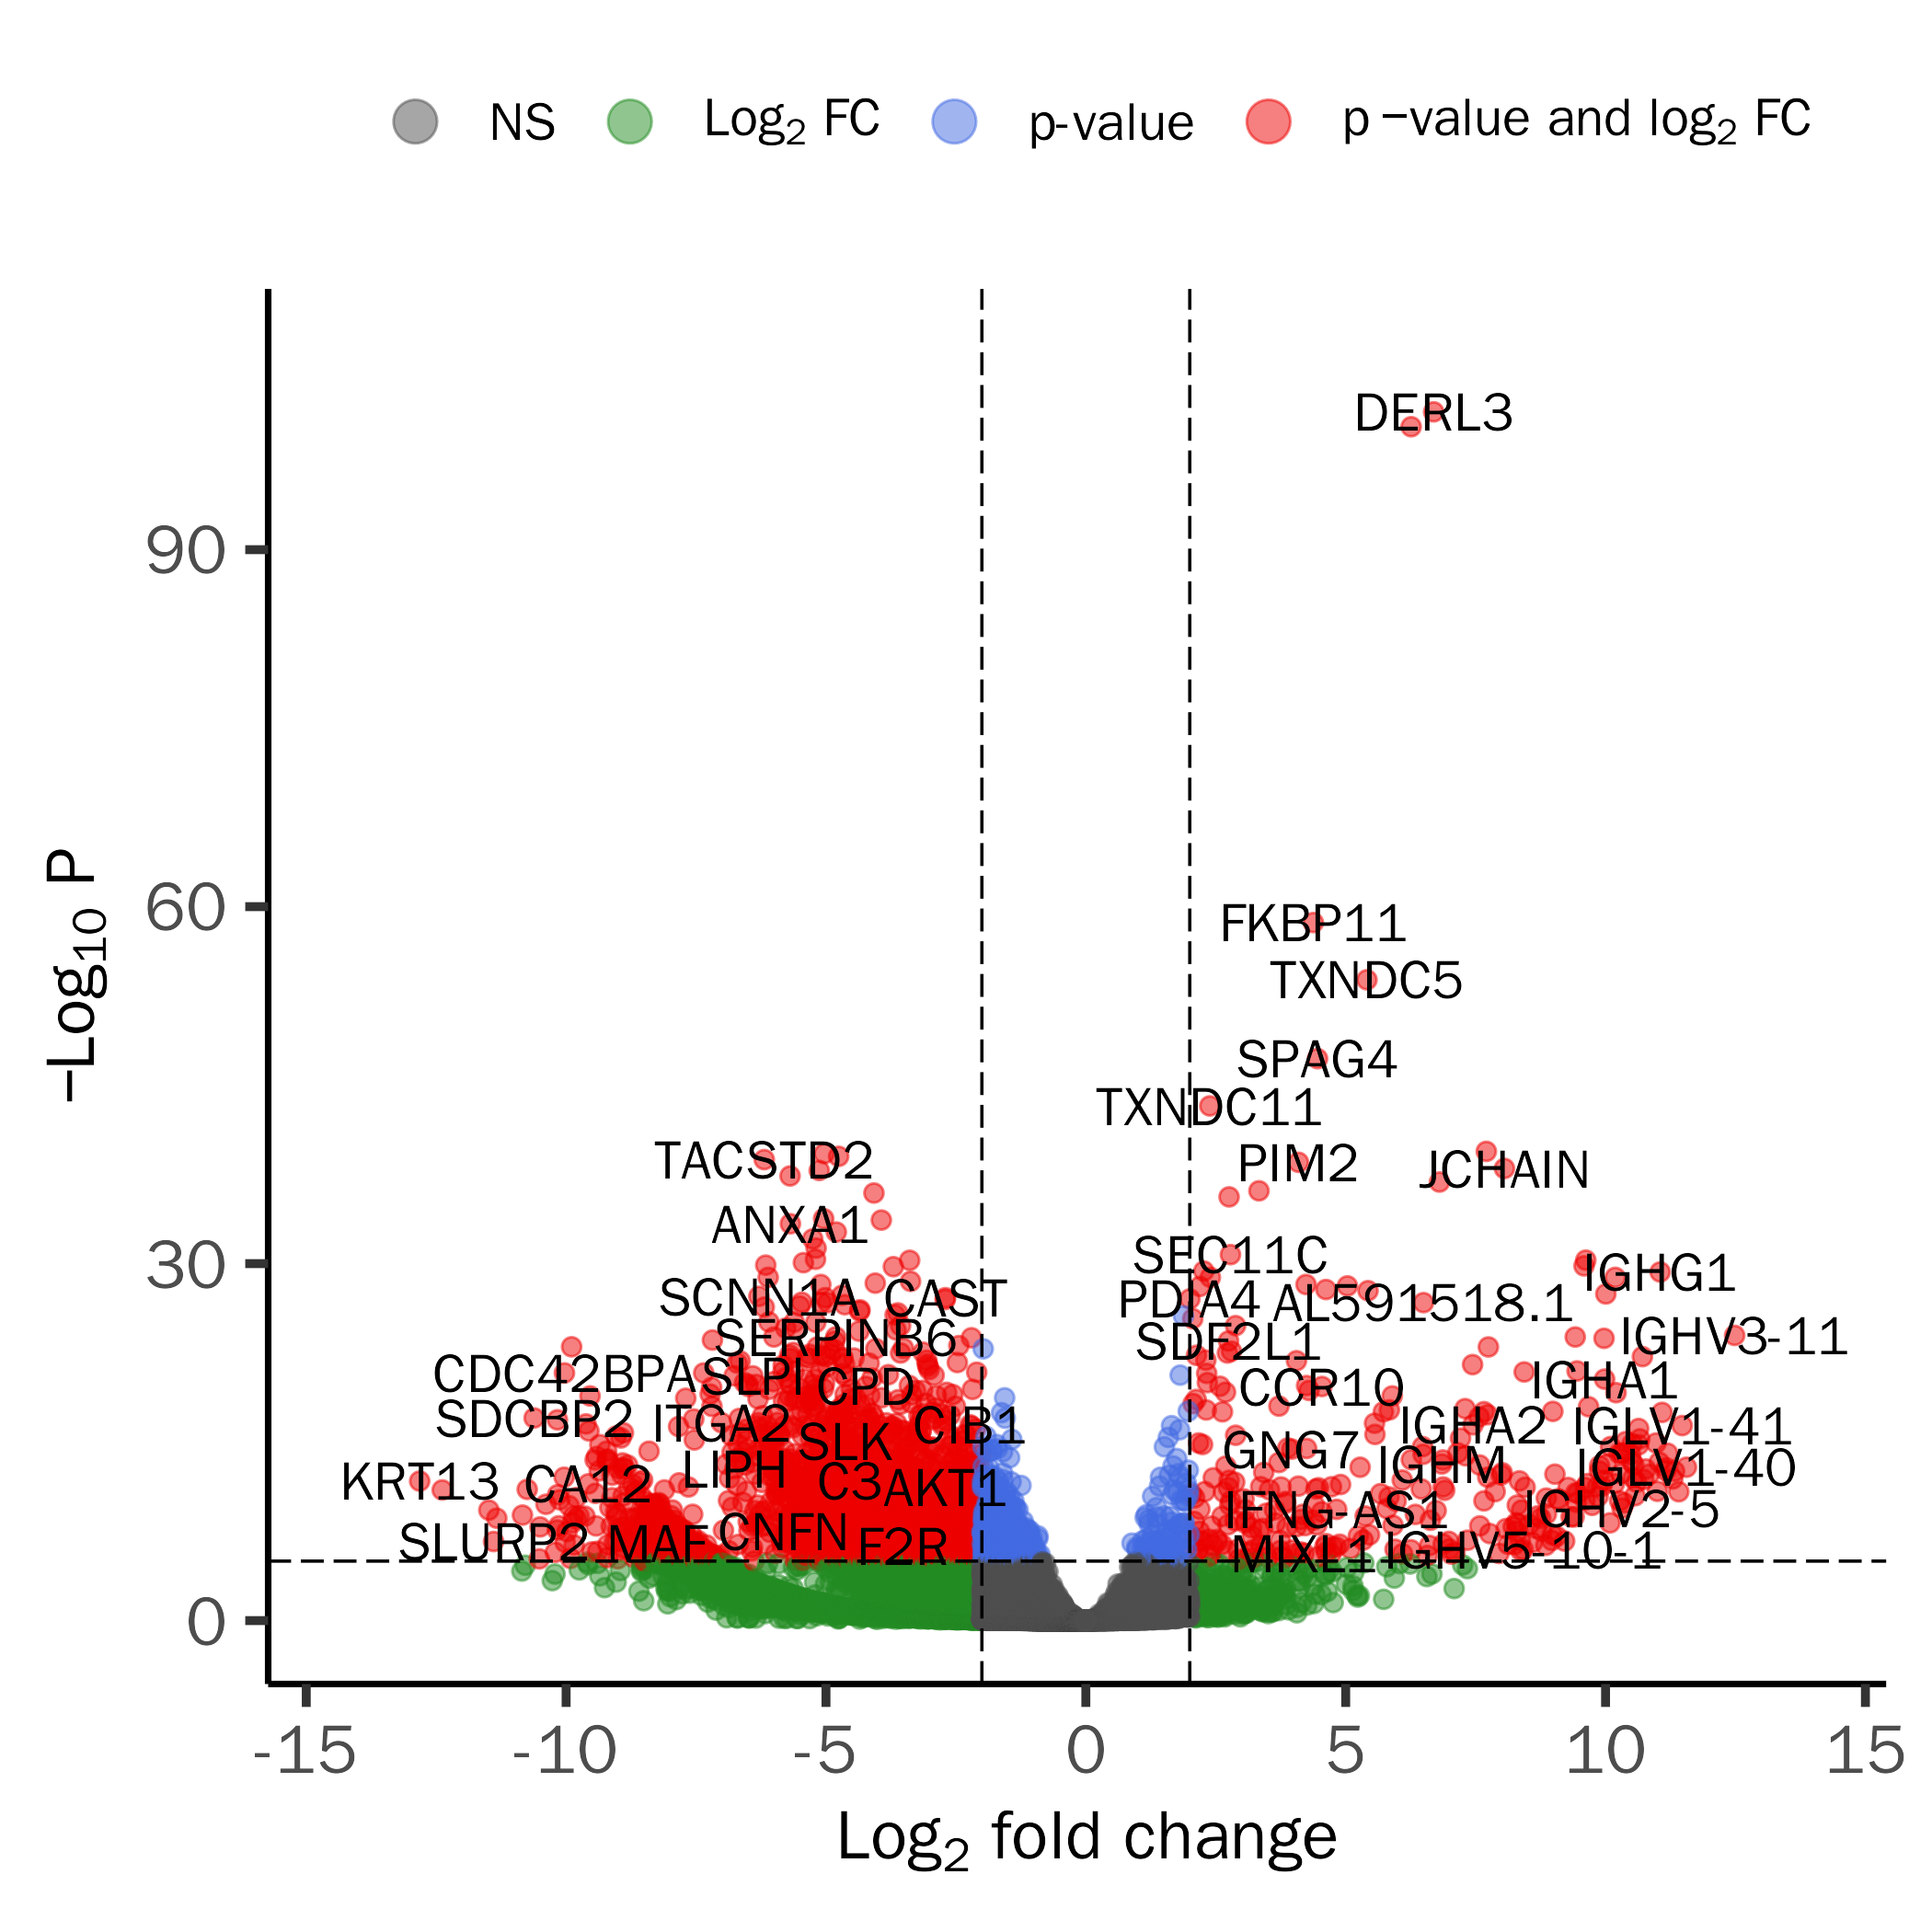 NS Log2 FC p-value p −value and log2 FC
DERL3
90
60
FKBP11
TXNDC5
SPAG4
TXNDC11
TACSTD2 PIM2 JCHAIN
ANXA1
30 SEC11C IGHG1
SCNN1A CAST PDIA4 AL591518.1
SERPINB6 SDF2L1 IGHV3-11
CDC42BPA SLPI CPD CCR10 IGHA1
SDCBP2 ITGA2 CIB1 IGHA2 IGLV1-41
SLK GNG7
KRT13 CA12 LIPH C3 AKT1 IGHM IGLV1-40
IFNG-AS1 IGHV2-5
SLURP2 MAF CNFN F2R MIXL1 IGHV5-10-1
0
−Log10 P
-15 -10 -5 0 5 10 15
Log2 fold change